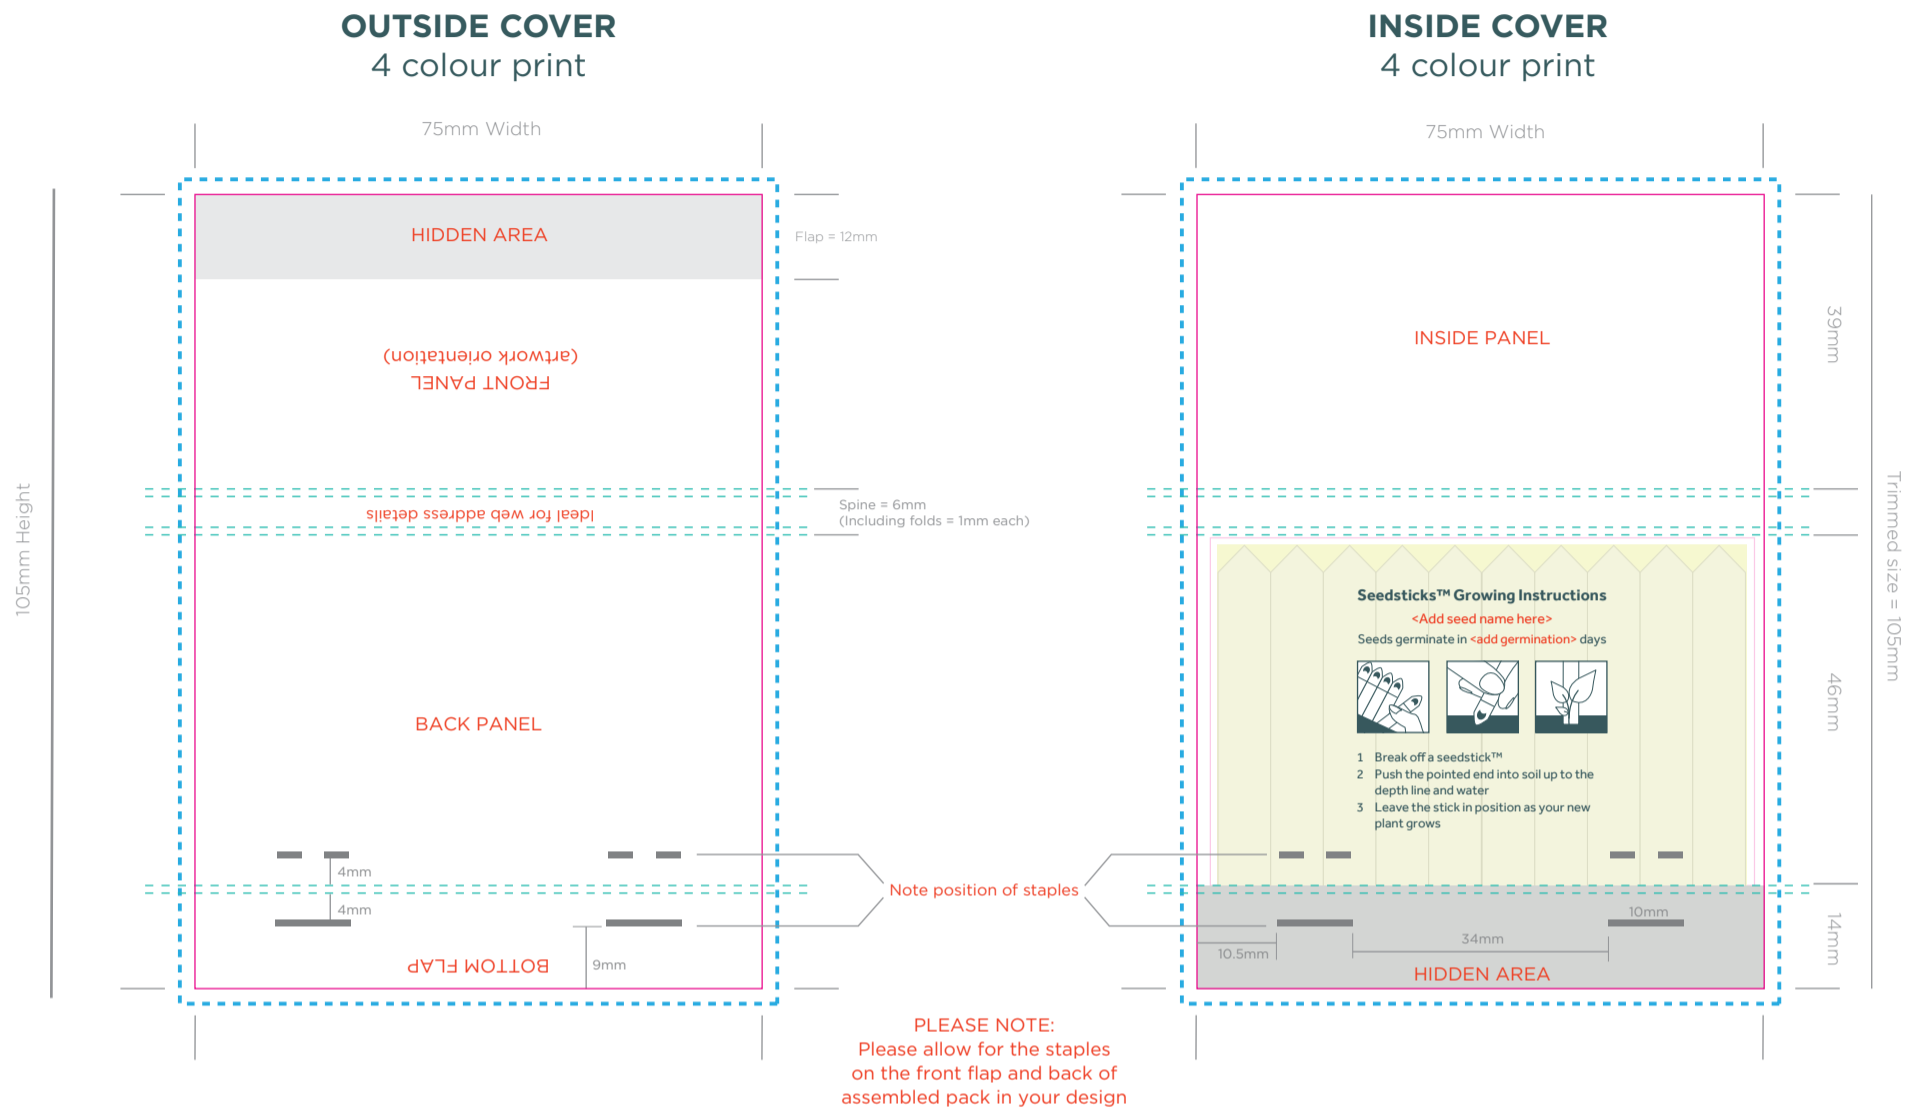 OUTSIDE COVER
4 colour print
75mm Width
105mm Height
HIDDEN AREA
Flap = 12mm
FRONT PANEL
(artwork orientation)
Ideal for web address details
Spine = 6mm
(Including folds = 1mm each)
BACK PANEL
4mm
4mm
9mm
BOTTOM FLAP
Note position of staples
PLEASE NOTE:
Please allow for the staples
on the front flap and back of
assembled pack in your design
INSIDE COVER
4 colour print
75mm Width
INSIDE PANEL
39mm
Trimmed size = 105mm
46mm
14mm
Seedsticks™ Growing Instructions
<Add seed name here>
Seeds germinate in <add germination> days
1 Break off a seedstick™
2 Push the pointed end into soil up to the
depth line and water
3 Leave the stick in position as your new
plant grows
10mm
34mm
10.5mm
HIDDEN AREA